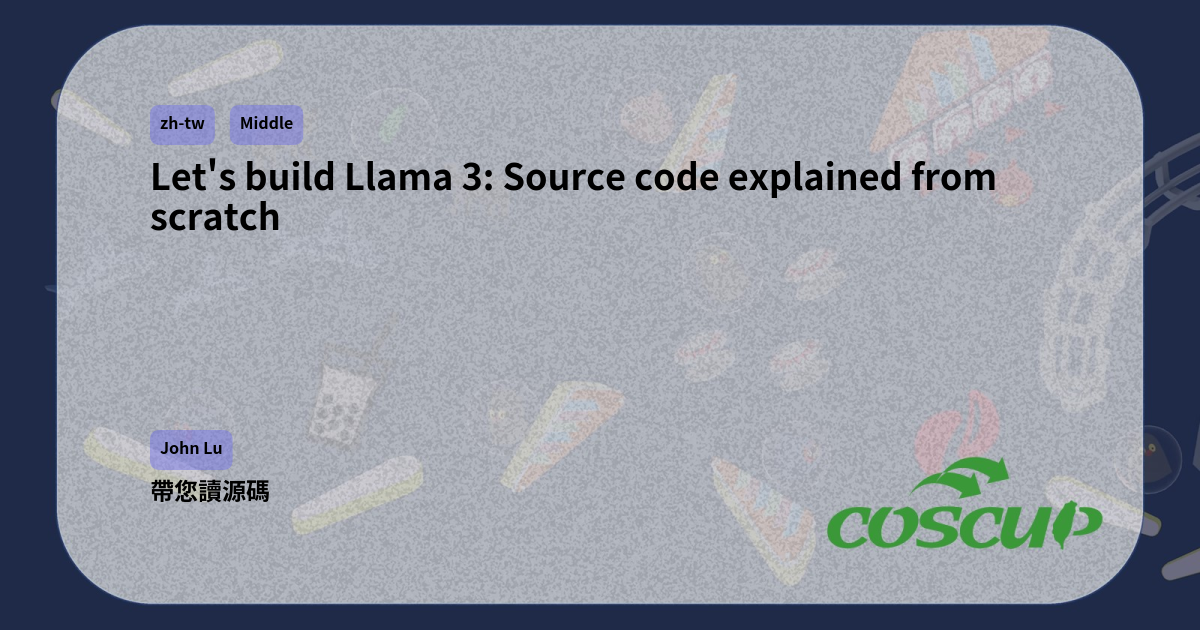 zh-tw Middle
Let's build Llama 3: Source code explained from
scratch
John Lu
帶您讀源碼
COSCUP